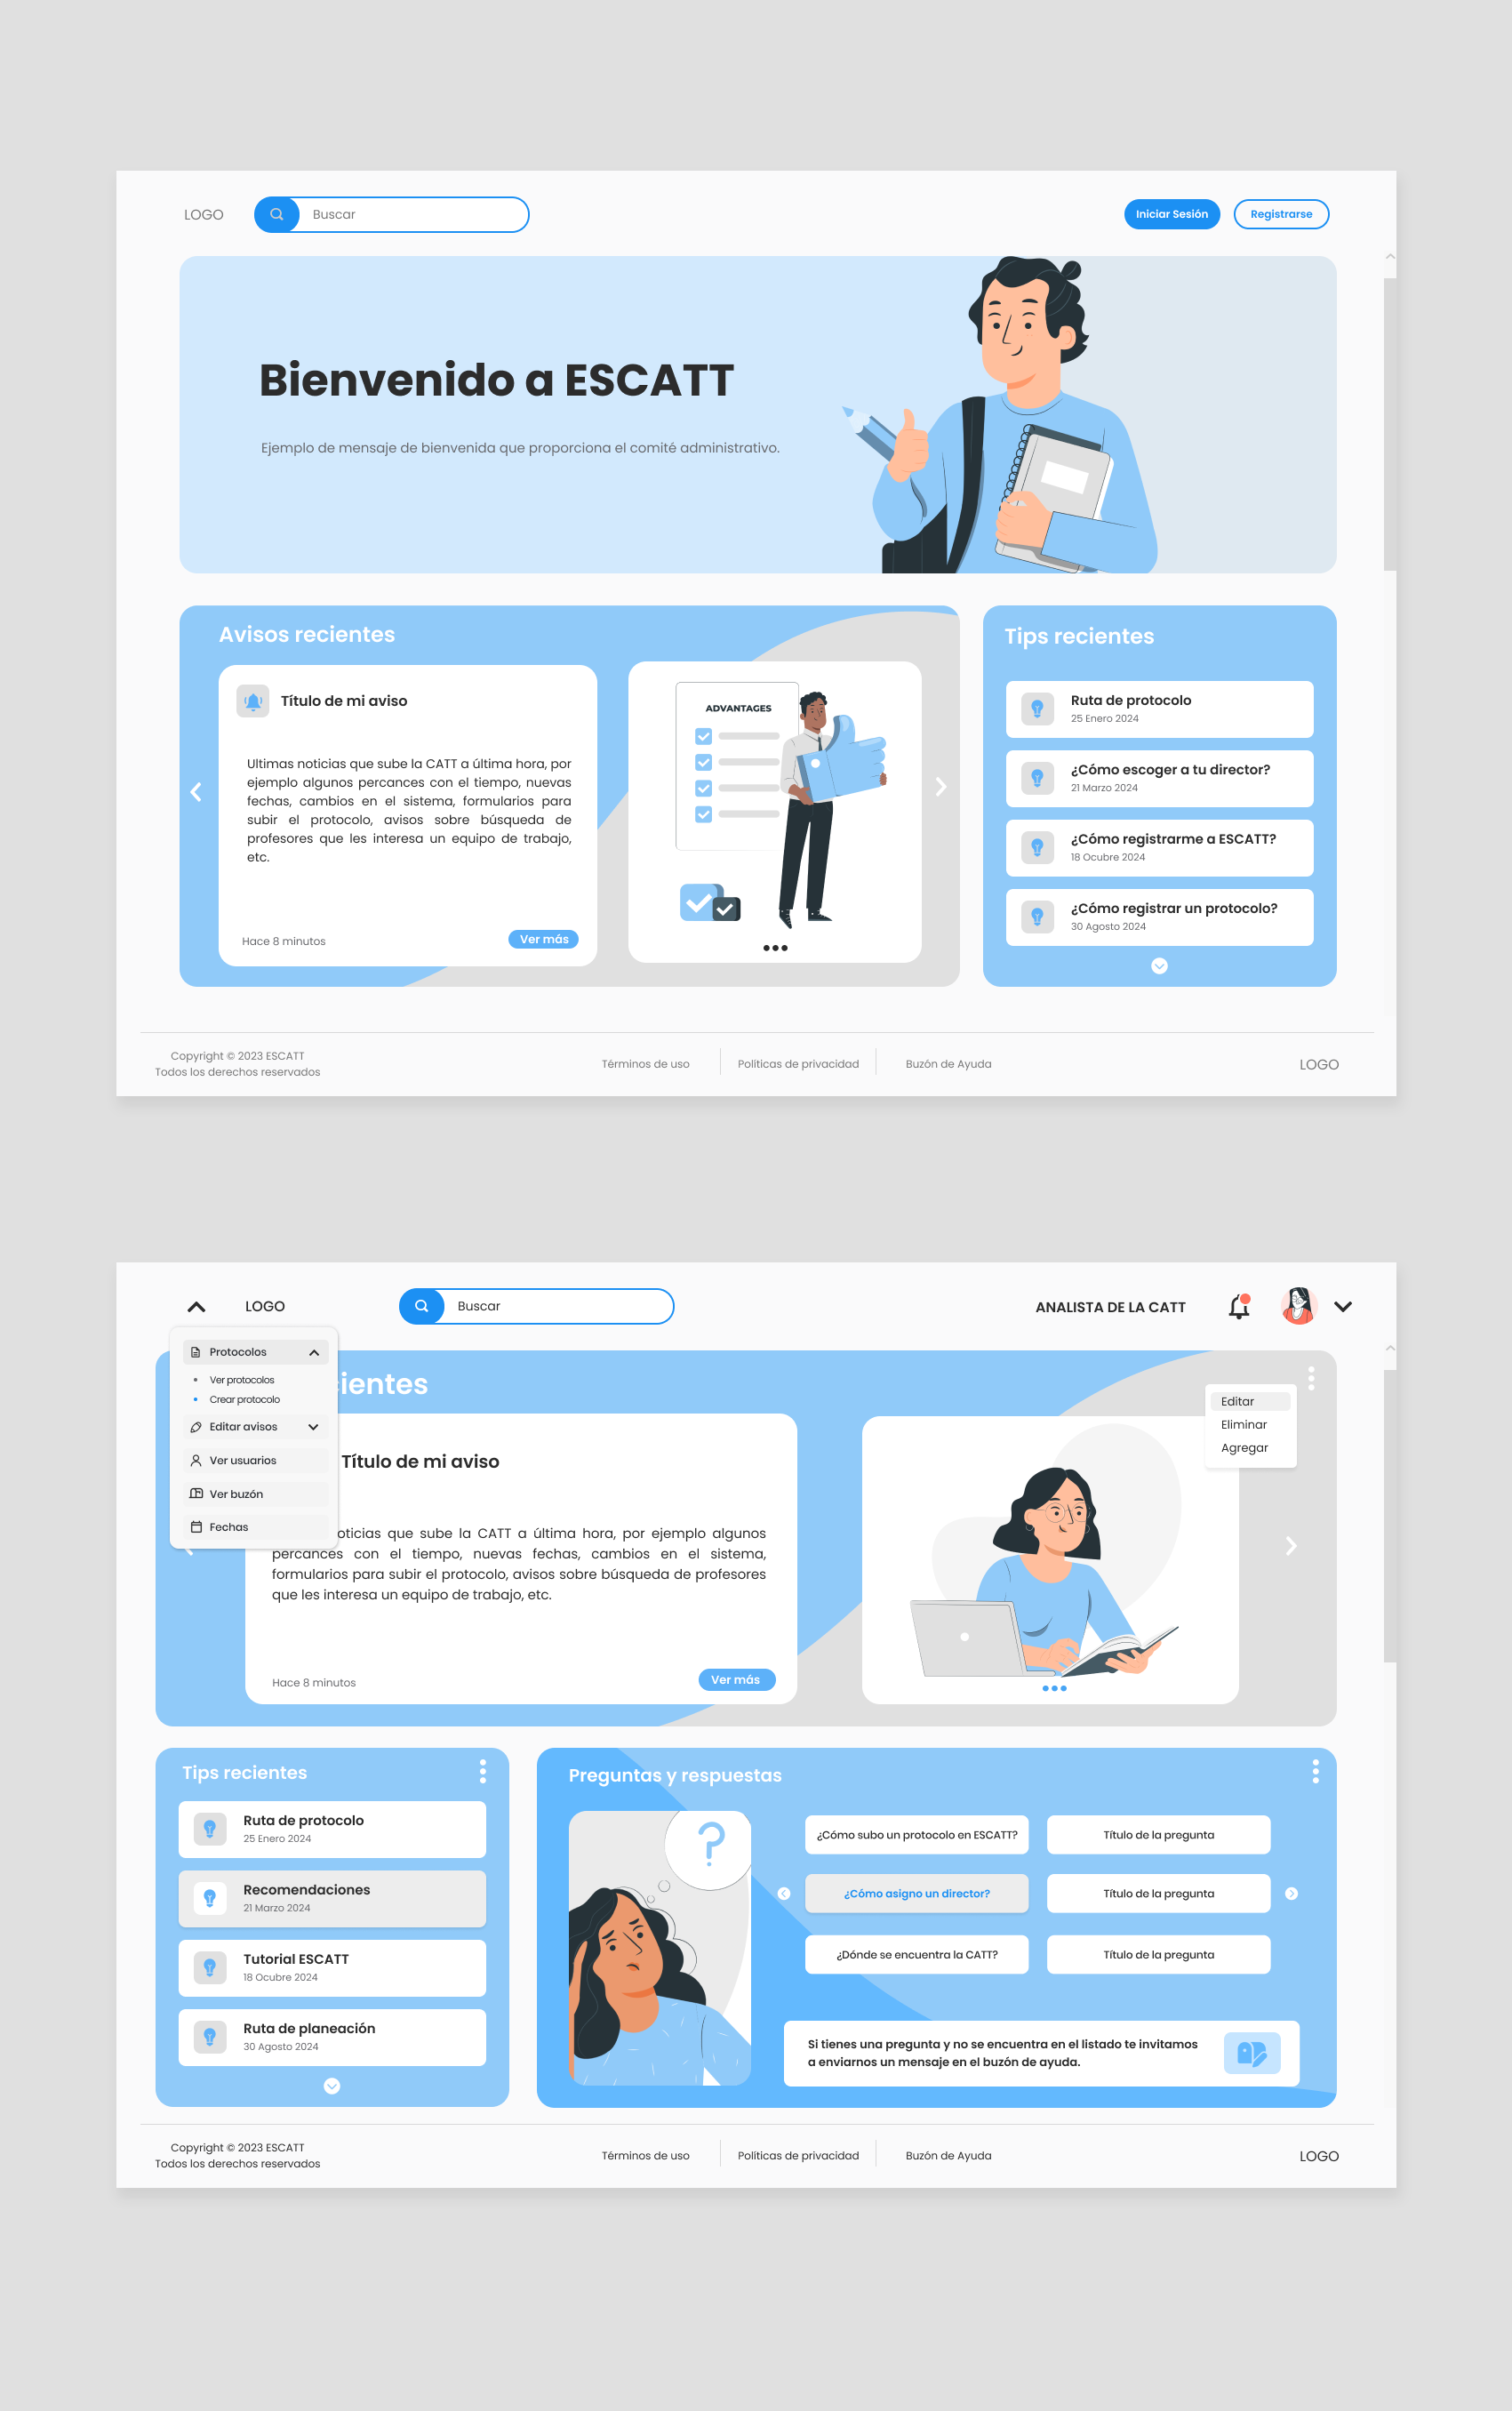 LOGO
Buscar
Iniciar Sesión
Registrarse
Bienvenido a ESCATT
Ejemplo de mensaje de bienvenida que proporciona el comité administrativo.
Avisos recientes
Título de mi aviso
Ultimas noticias que sube la CATT a última hora, por
ejemplo algunos percances con el tiempo, nuevas
fechas, cambios en el sistema, formularios para
subir el protocolo, avisos sobre búsqueda de
profesores que les interesa un equipo de trabajo,
etc.
Hace 8 minutos
Ver más
ADVANTAGES
Tips recientes
Ruta de protocolo
25 Enero 2024
¿Cómo escoger a tu director?
21 Marzo 2024
¿Cómo registrarme a ESCATT?
18 Ocubre 2024
¿Cómo registrar un protocolo?
30 Agosto 2024
Copyright © 2023 ESCATT
Todos los derechos reservados
Términos de uso
Políticas de privacidad
Buzón de Ayuda
LOGO
LOGO
Buscar
ANALISTA DE LA CATT
Protocolos
Ver protocolos
Crear protocolo
Editar avisos
Ver usuarios
Ver buzón
Fechas
ientes
Editar
Eliminar
Agregar
Título de mi aviso
oticias que sube la CATT a última hora, por ejemplo algunos
percances con el tiempo, nuevas fechas, cambios en el sistema,
formularios para subir el protocolo, avisos sobre búsqueda de profesores
que les interesa un equipo de trabajo, etc.
Hace 8 minutos
Ver más
Tips recientes
Ruta de protocolo
25 Enero 2024
Recomendaciones
21 Marzo 2024
Tutorial ESCATT
18 Ocubre 2024
Ruta de planeación
30 Agosto 2024
Preguntas y respuestas
?
¿Cómo subo un protocolo en ESCATT?
Título de la pregunta
¿Cómo asigno un director?
Título de la pregunta
¿Dónde se encuentra la CATT?
Título de la pregunta
Si tienes una pregunta y no se encuentra en el listado te invitamos
a enviarnos un mensaje en el buzón de ayuda.
Copyright © 2023 ESCATT
Todos los derechos reservados
Términos de uso
Políticas de privacidad
Buzón de Ayuda
LOGO